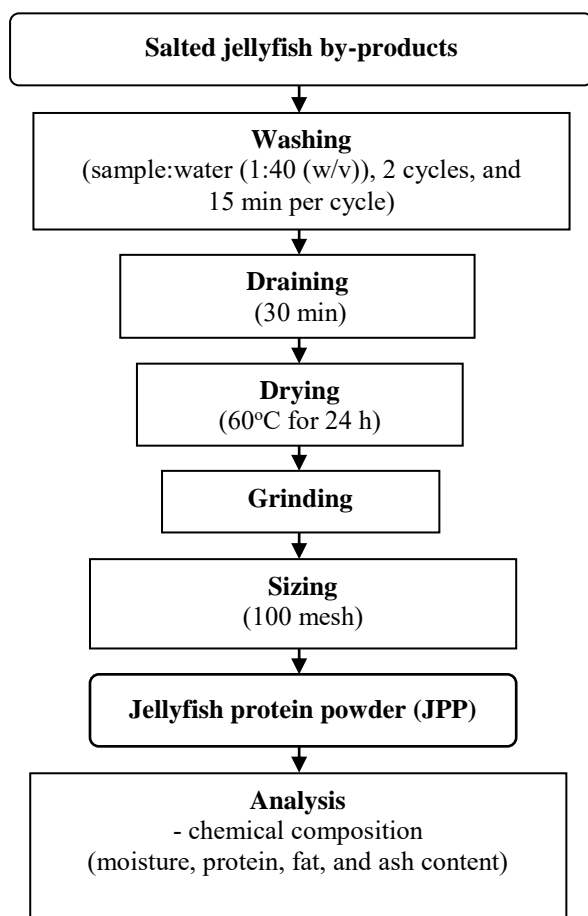 Salted jellyfish by-products
Washing
(sample:water (1:40 (w/v)), 2 cycles, and
15 min per cycle)
Draining
(30 min)
Drying
(60°C for 24 h)
Grinding
Sizing
(100 mesh)
Jellyfish protein powder (JPP)
Analysis
- chemical composition
(moisture, protein, fat, and ash content)